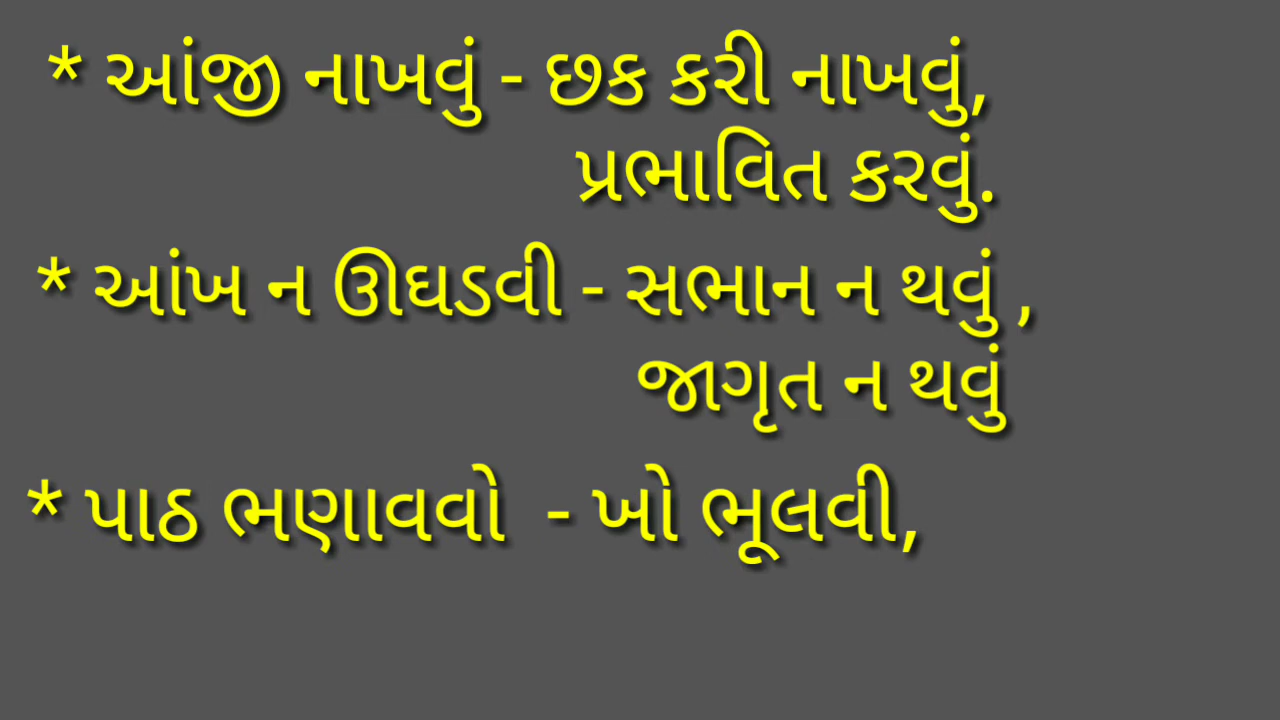 * આંજી નાખવું - છક કરી નાખવું,
પ્રભાવિત કરવું.
* આંખ ન ઊઘડવી - સભાન ન થવું ,
જાગૃત ન થવું
* પાઠ ભણાવવો - ખો ભૂલવી,